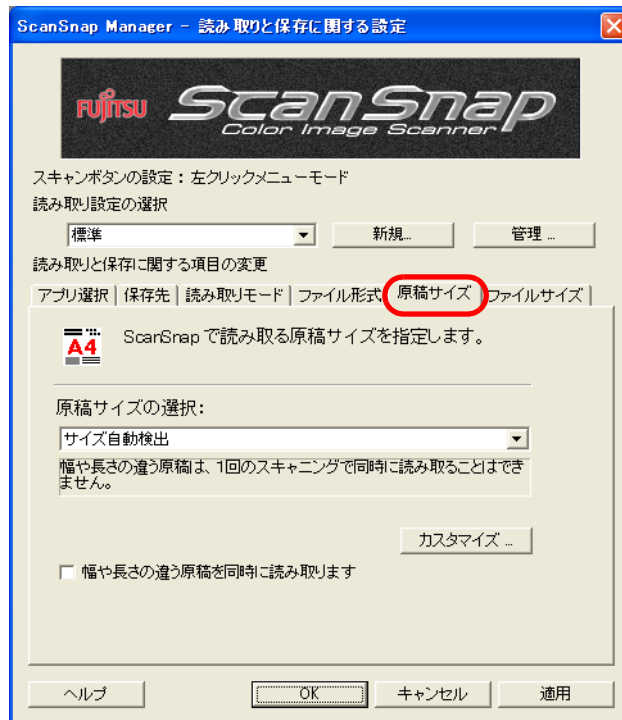 ScanSnap Manager - 読み取りと保存に関する設定
FUJITSU ScanSnap
Color Image Scanner
スキャンボタンの設定：左クリックメニューモード
読み取り設定の選択
標準 新規... 管理 ...
読み取りと保存に関する項目の変更
アプリ選択 保存先 読み取りモード ファイル形式 原稿サイズ ファイルサイズ
A4 ScanSnap で読み取る原稿サイズを指定します。
原稿サイズの選択:
サイズ自動検出
幅や長さの違う原稿は、1回のスキャニングで同時に読み取ることはでき
ません。
カスタマイズ ...
幅や長さの違う原稿を同時に読み取ります
ヘルプ OK キャンセル 適用